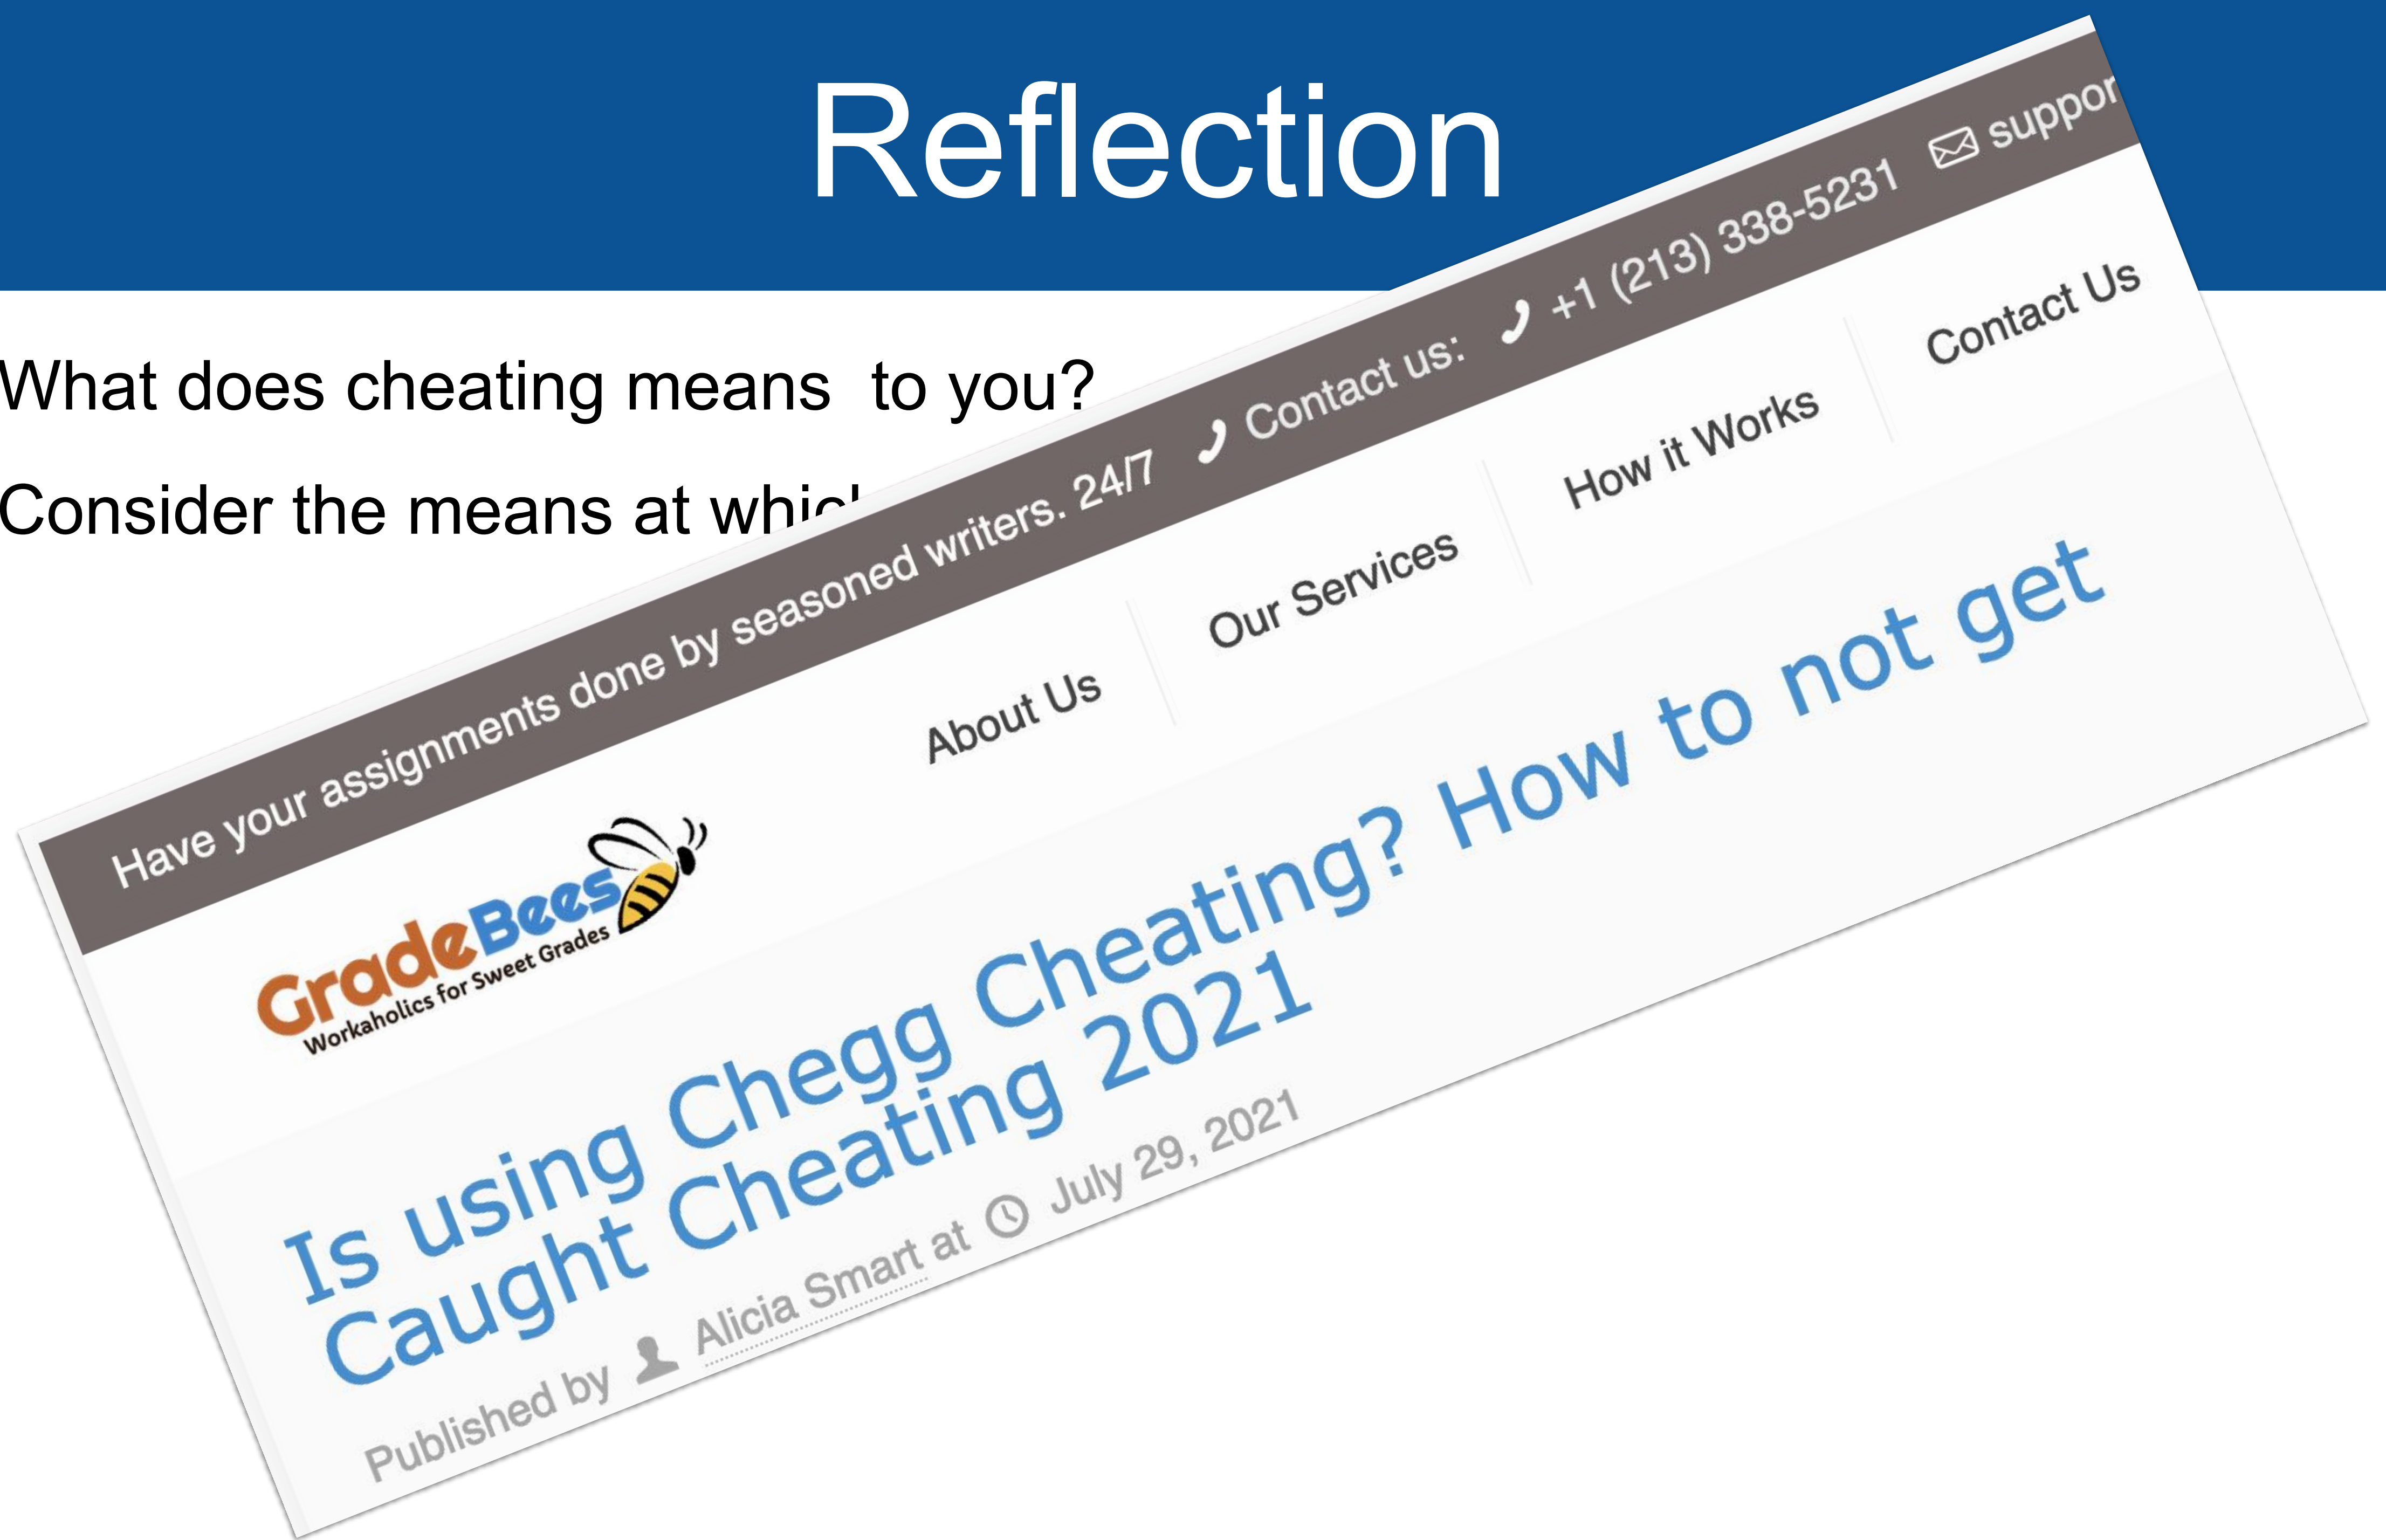 Reflection
What does cheating means to you?
Consider the means at
Have your assignments done by seasoned writers. 24/7 Contact us: +1 (213) 338-5231
GradeBees
Workaholics for Sweet Grades
About Us
Our Services
How it Works
Contact Us
Is using Chegg Cheating? How to not get
Caught Cheating 2021
Published by Alicia Smart at July 29, 2021